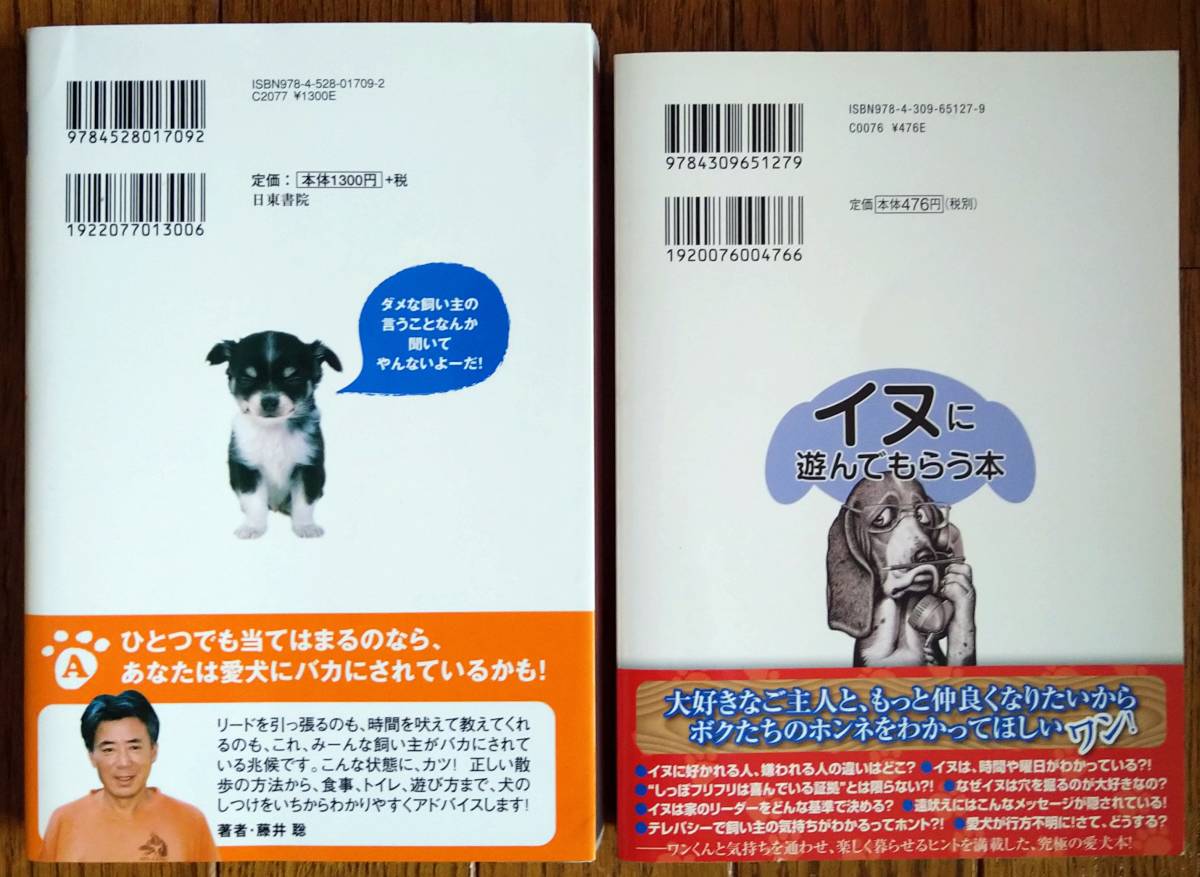 ISBN978-4-528-01709-2
C2077 ¥1300E
9784528017092
定価：本体1300円+税
日東書院
1922077013006
ダメな飼い主の
言うことなんか
聞いて
やんないよーだ！
A
ひとつでも当てはまるのなら、
あなたは愛犬にバカにされているかも！
リードを引っ張るのも、時間を吠えて教えてくれ
るのも、これ、みーんな飼い主がバカにされて
いる兆候です。こんな状態に、カツ！ 正しい散
歩の方法から、食事、トイレ、遊び方まで、犬の
しつけをいちからわかりやすくアドバイスします！
著者・藤井 聡
ISBN978-4-309-65127-9
C0076 ¥476E
9784309651279
定価 本体476円（税別）
1920076004766
イヌに
遊んでもらう本
大好きなご主人と、もっと仲良くなりたいから
ボクたちのホンネをわかってほしいワン！
●イヌに好かれる人、嫌われる人の違いはどこ？ ●イヌは、時間や曜日がわかっている？！
●“しっぽフリフリは喜んでいる証拠”とは限らない？！ ●なぜイヌは穴を掘るのが大好きなの？
●イヌは家のリーダーをどんな基準で決める？ ●遠吠えにはこんなメッセージが隠されている！
●テレパシーで飼い主の気持ちがわかるってホント？！ ●愛犬が行方不明に！さて、どうする？
──ワンくんと気持ちを通わせ、楽しく暮らせるヒントを満載した、究極の愛犬本！